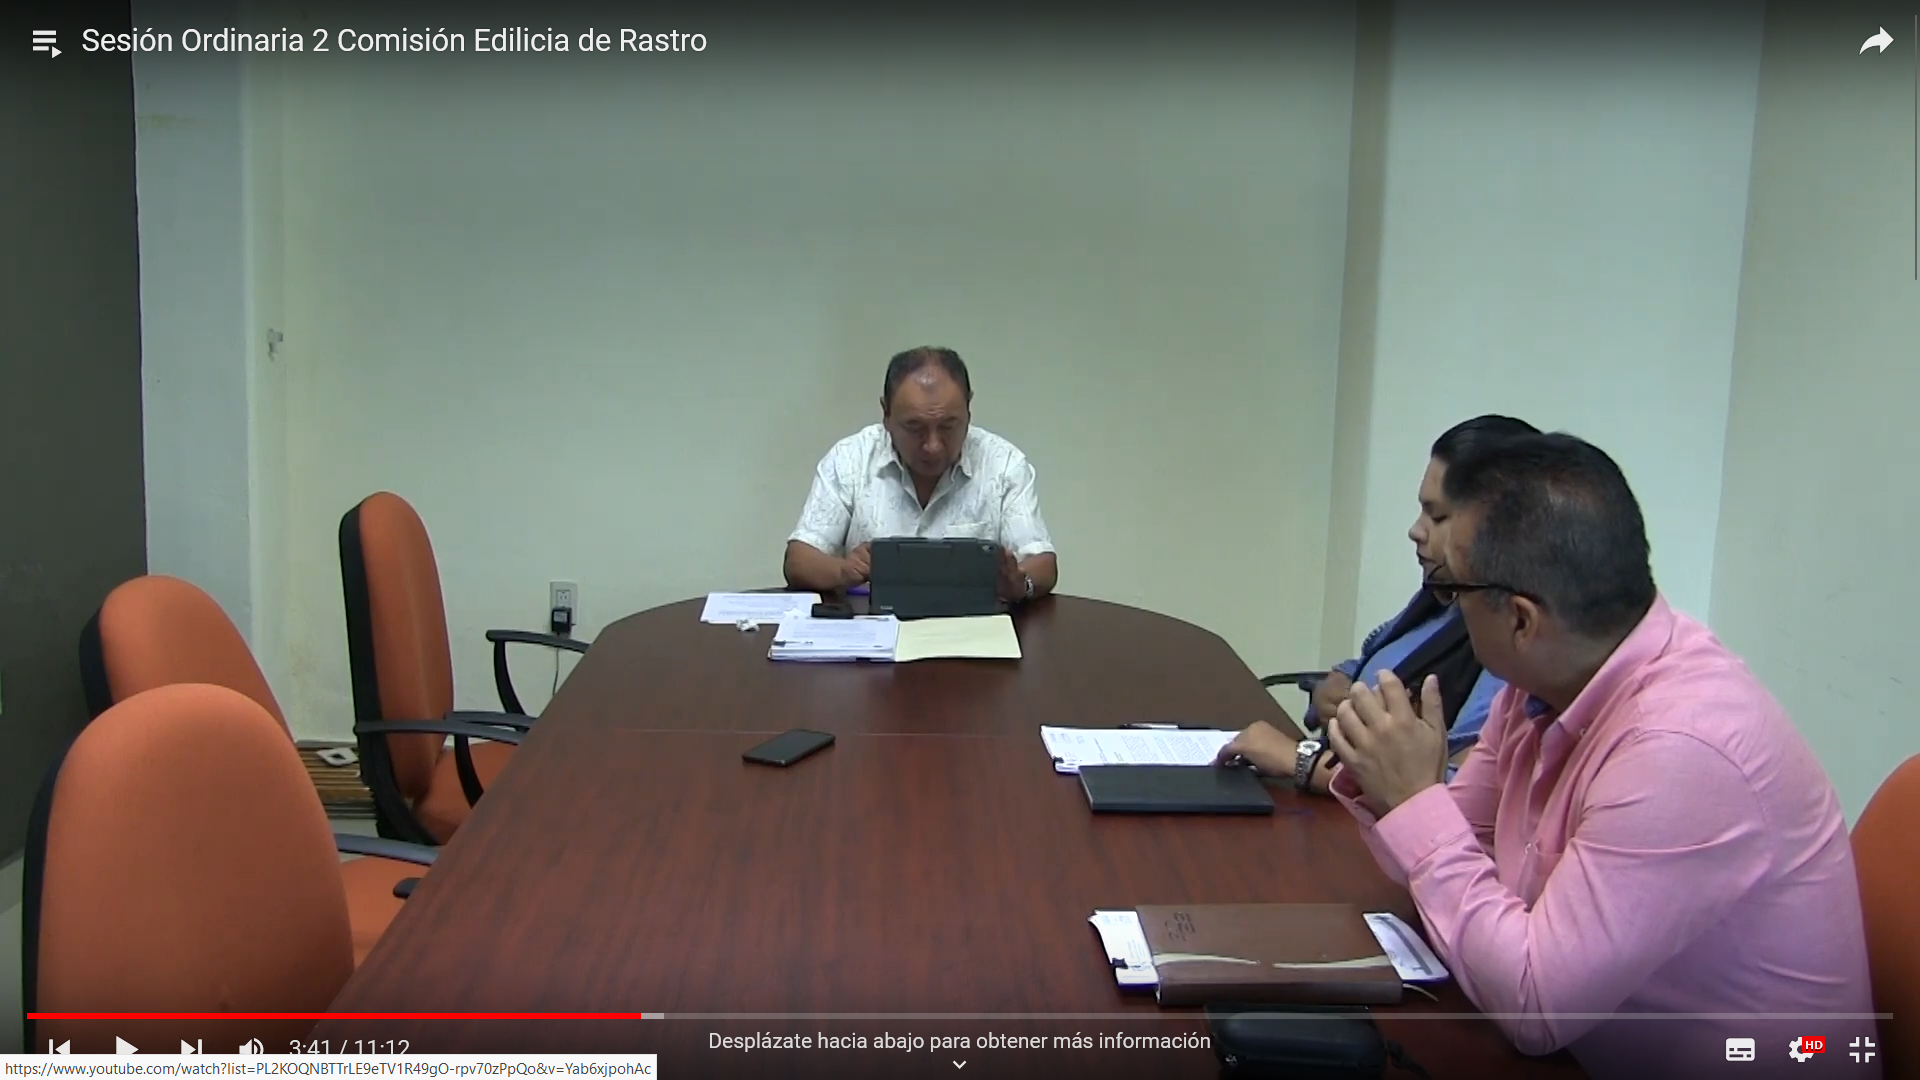 Sesión Ordinaria 2 Comisión Edilicia de Rastro
3:41 / 11:12
Desplázate hacia abajo para obtener más información
HD
https://www.youtube.com/watch?list=PL2KOQNBTTrLE9eTV1R49gO-rpv70zPpQo&v=Yab6xjpohAc